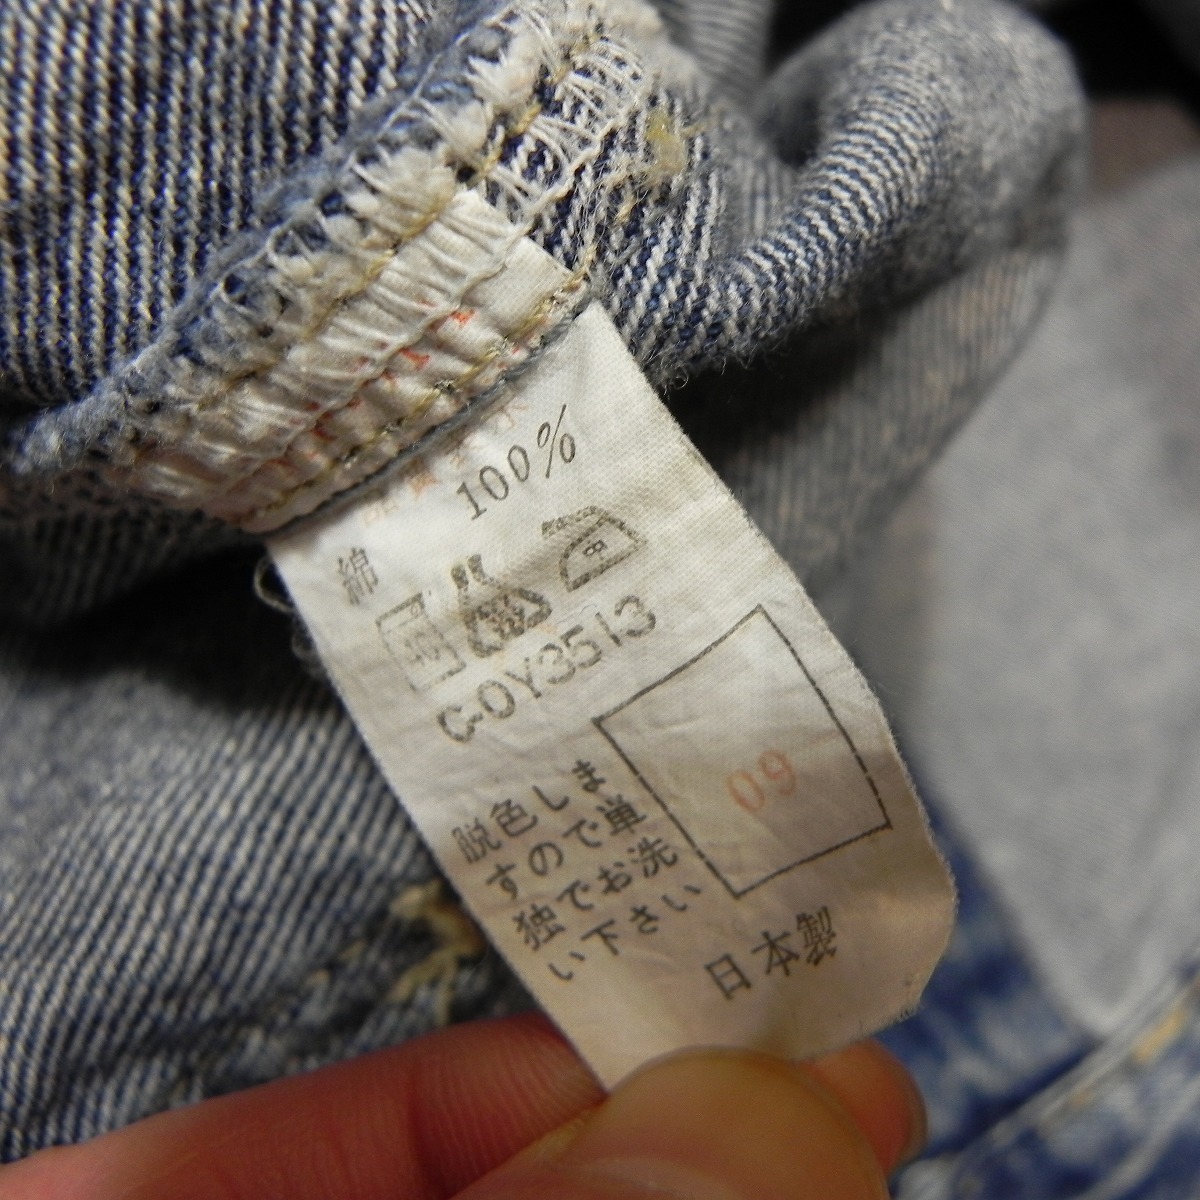 綿 100%
中
C-OY3513
09
脱色しま
すので単
独でお洗
い下さい
日本製